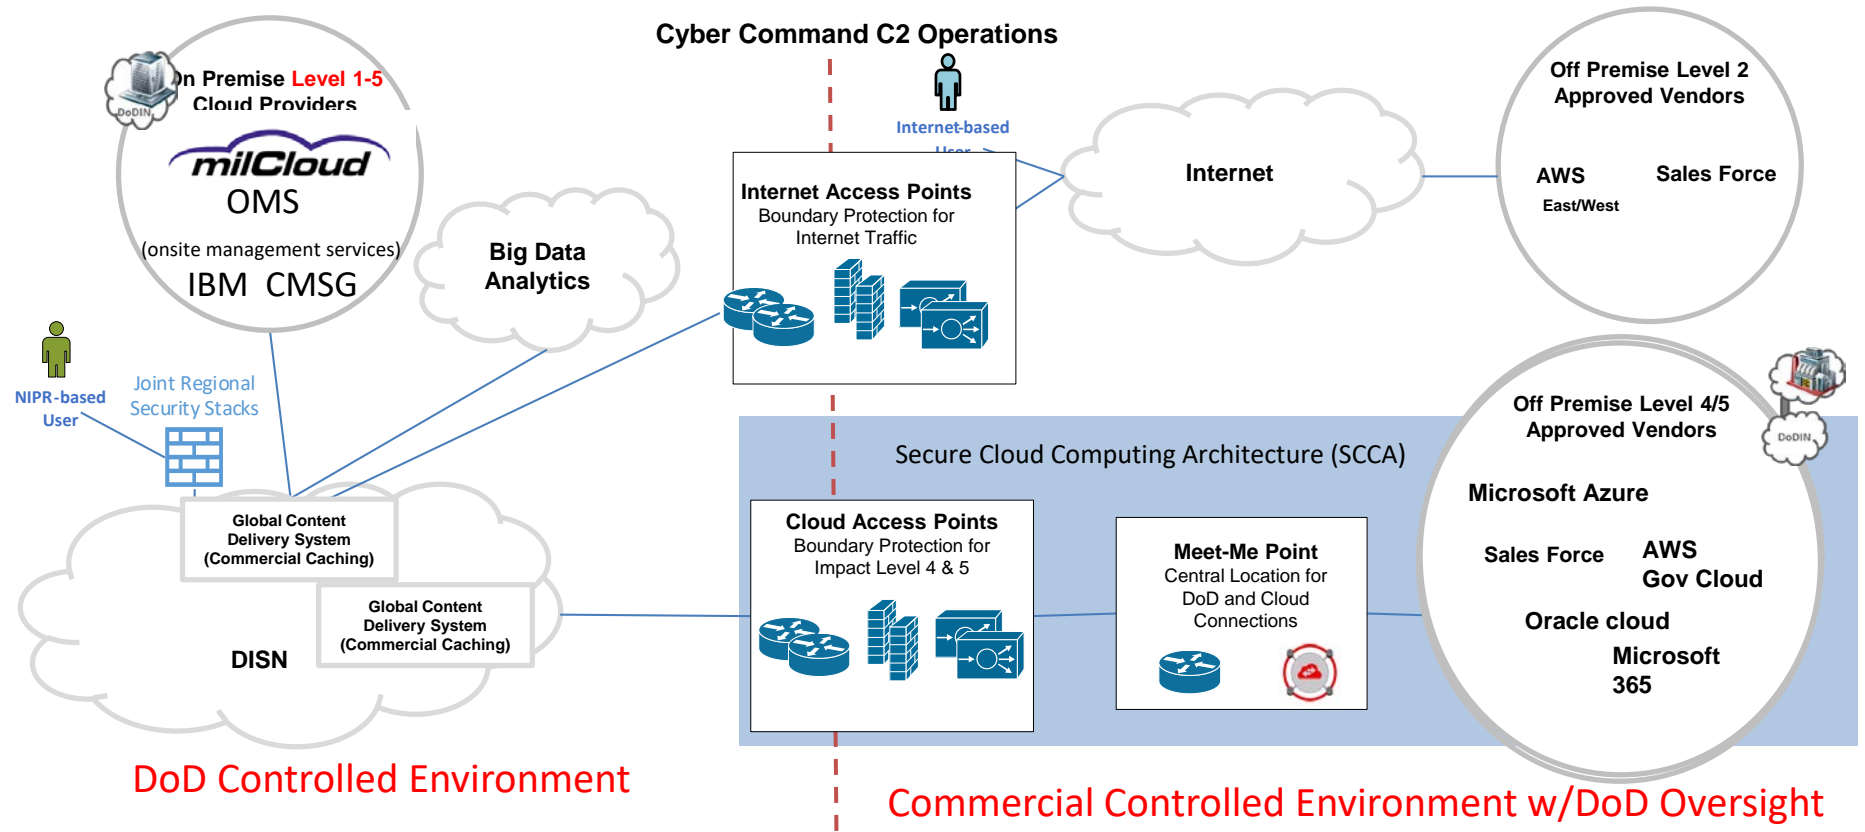 Cyber Command C2 Operations
On Premise Level 1-5
Cloud Providers
DoDIN
milCloud
OMS
(onsite management services)
IBM CMSG
Big Data
Analytics
Internet-based
User
Internet Access Points
Boundary Protection for
Internet Traffic
Internet
Off Premise Level 2
Approved Vendors
AWS
East/West
Sales Force
NIPR-based
User
Joint Regional
Security Stacks
Global Content
Delivery System
(Commercial Caching)
Global Content
Delivery System
(Commercial Caching)
DISN
Secure Cloud Computing Architecture (SCCA)
Cloud Access Points
Boundary Protection for
Impact Level 4 & 5
Meet-Me Point
Central Location for
DoD and Cloud
Connections
Off Premise Level 4/5
Approved Vendors
DoDIN
Microsoft Azure
Sales Force
AWS
Gov Cloud
Oracle cloud
Microsoft
365
DoD Controlled Environment
Commercial Controlled Environment w/DoD Oversight